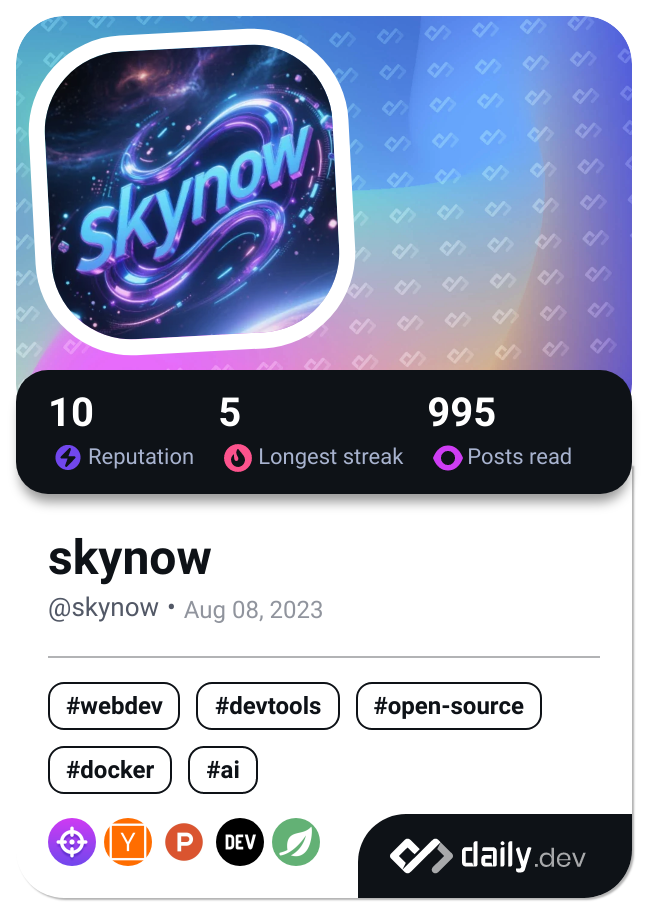 skynow
10 5 995
Reputation Longest streak Posts read
skynow
@skynow • Aug 08, 2023
#webdev #devtools #open-source
#docker #ai
Y P DEV daily.dev